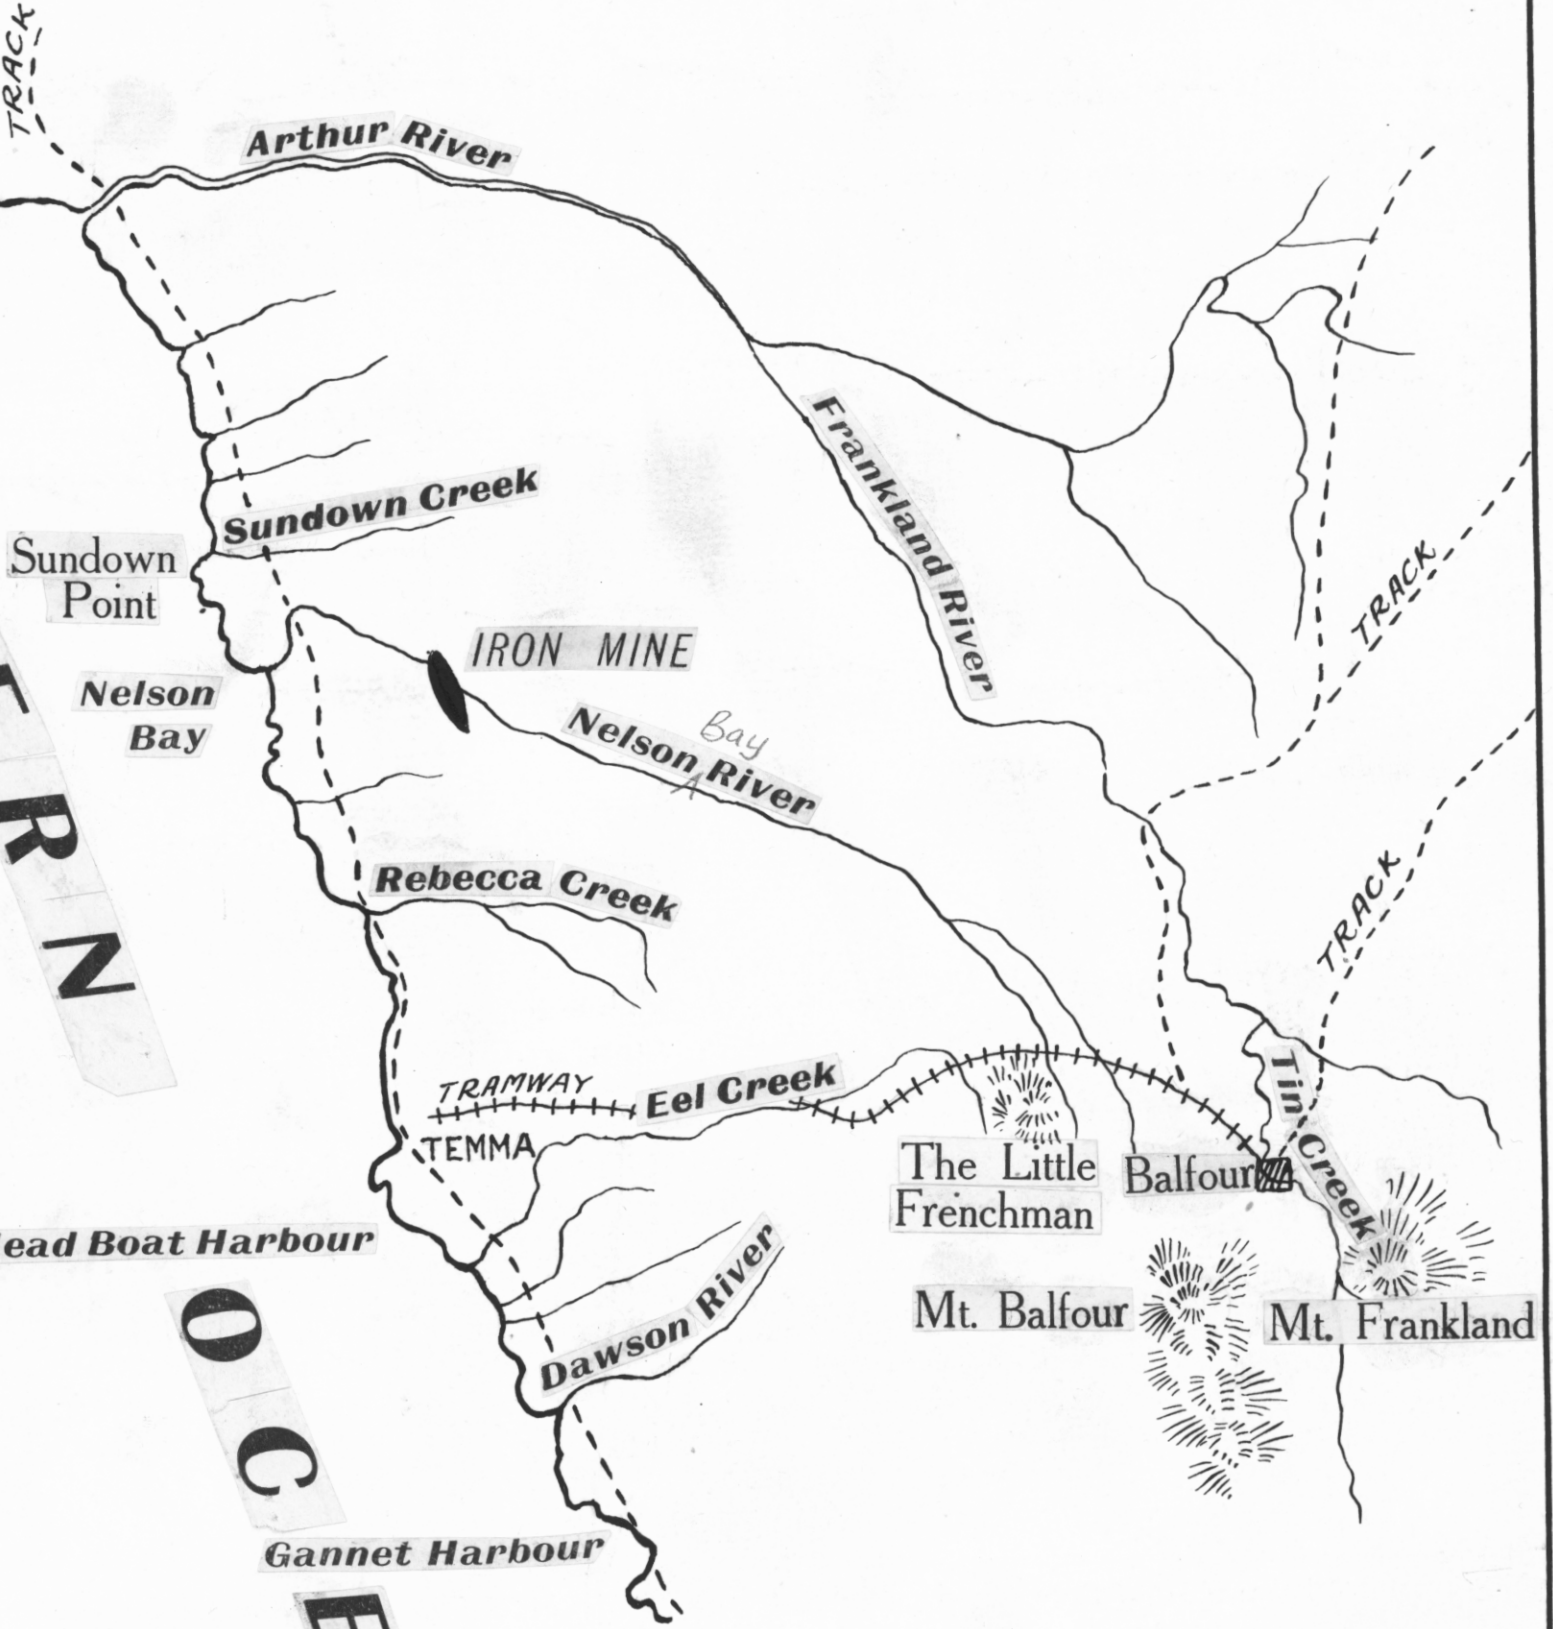 TRACK
Arthur River
Frankland River
Sundown Creek
Sundown
Point
TRACK
IRON MINE
Nelson
Bay
Bay
Nelson River
RN
Rebecca Creek
TRACK
TRAMWAY
Eel Creek
TEMMA
Tin Creek
The Little
Frenchman
Balfour
ead Boat Harbour
Dawson River
Mt. Balfour
Mt. Frankland
OCE
Gannet Harbour